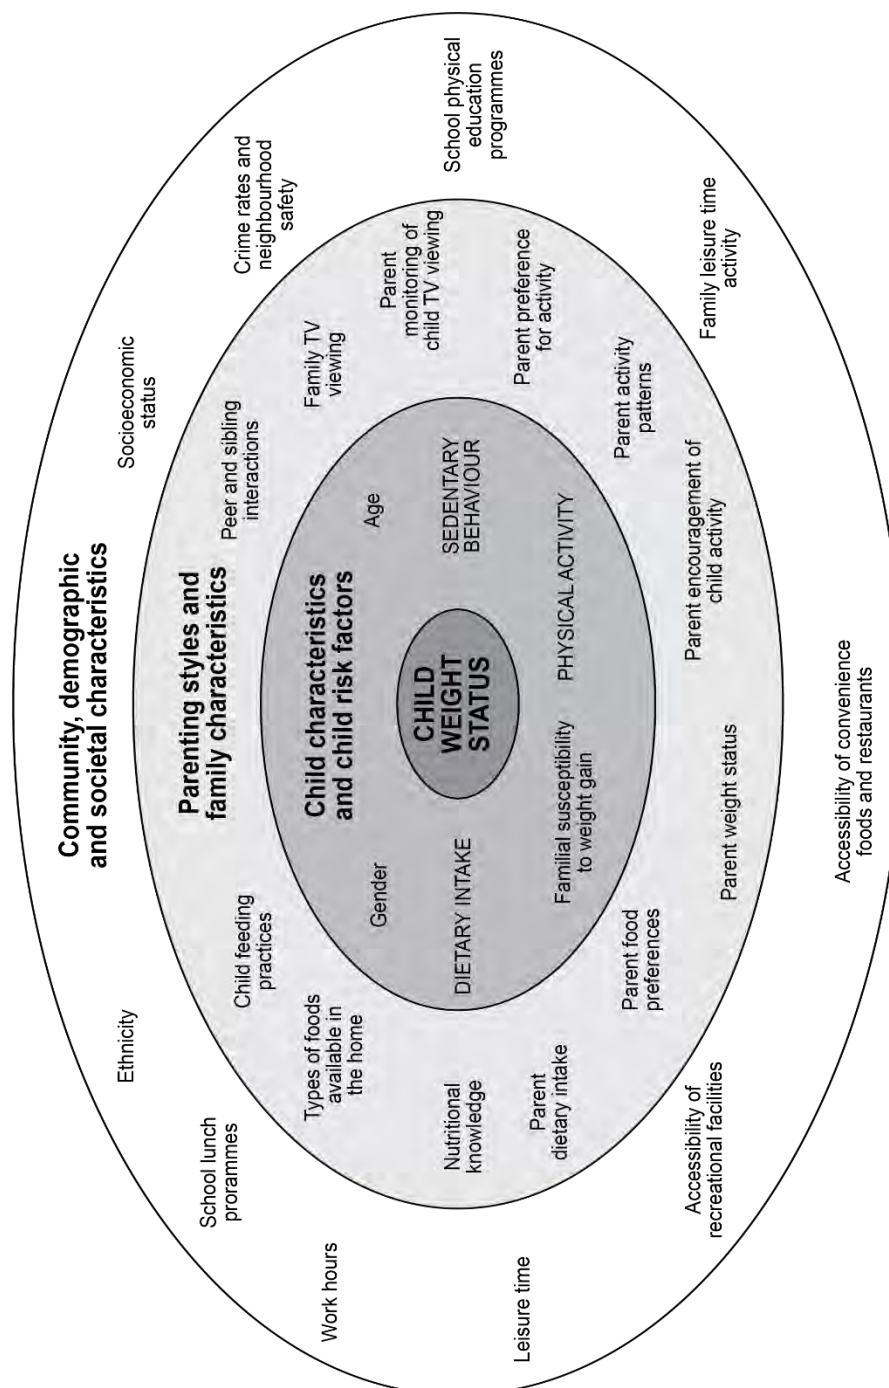 Community, demographic
and societal characteristics
Ethnicity
Socioeconomic
status
School lunch
prorammes
Crime rates and
neighbourhood
safety
Work hours
School physical
education
programmes
Leisure time
Family leisure time
activity
Accessibility of
recreational facilities
Accessibility of convenience
foods and restaurants
Parenting styles and
family characteristics
Child feeding
practices
Peer and sibling
interactions
Types of foods
available in
the home
Family TV
viewing
Parent
monitoring of
child TV viewing
Nutritional
knowledge
Parent preference
for activity
Parent
dietary intake
Parent activity
patterns
Parent food
preferences
Parent encouragement of
child activity
Parent weight status
Child characteristics
and child risk factors
Gender
Age
DIETARY INTAKE
SEDENTARY
BEHAVIOUR
Familial susceptibility
to weight gain
PHYSICAL ACTIVITY
CHILD
WEIGHT
STATUS